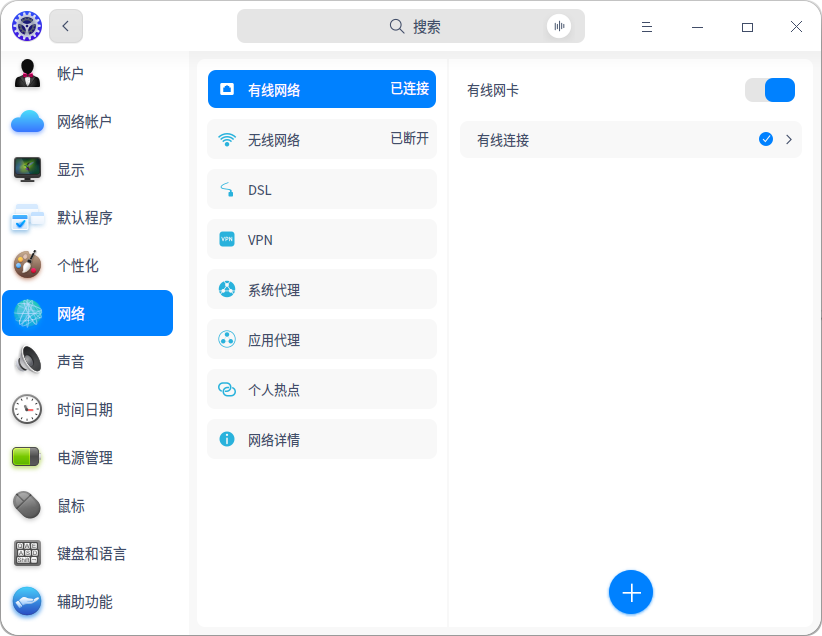 搜索
帐户
网络帐户
显示
默认程序
个性化
网络
声音
时间日期
电源管理
鼠标
键盘和语言
辅助功能
有线网络 已连接
无线网络 已断开
DSL
VPN
VPN
系统代理
应用代理
个人热点
网络详情
有线网卡
有线连接